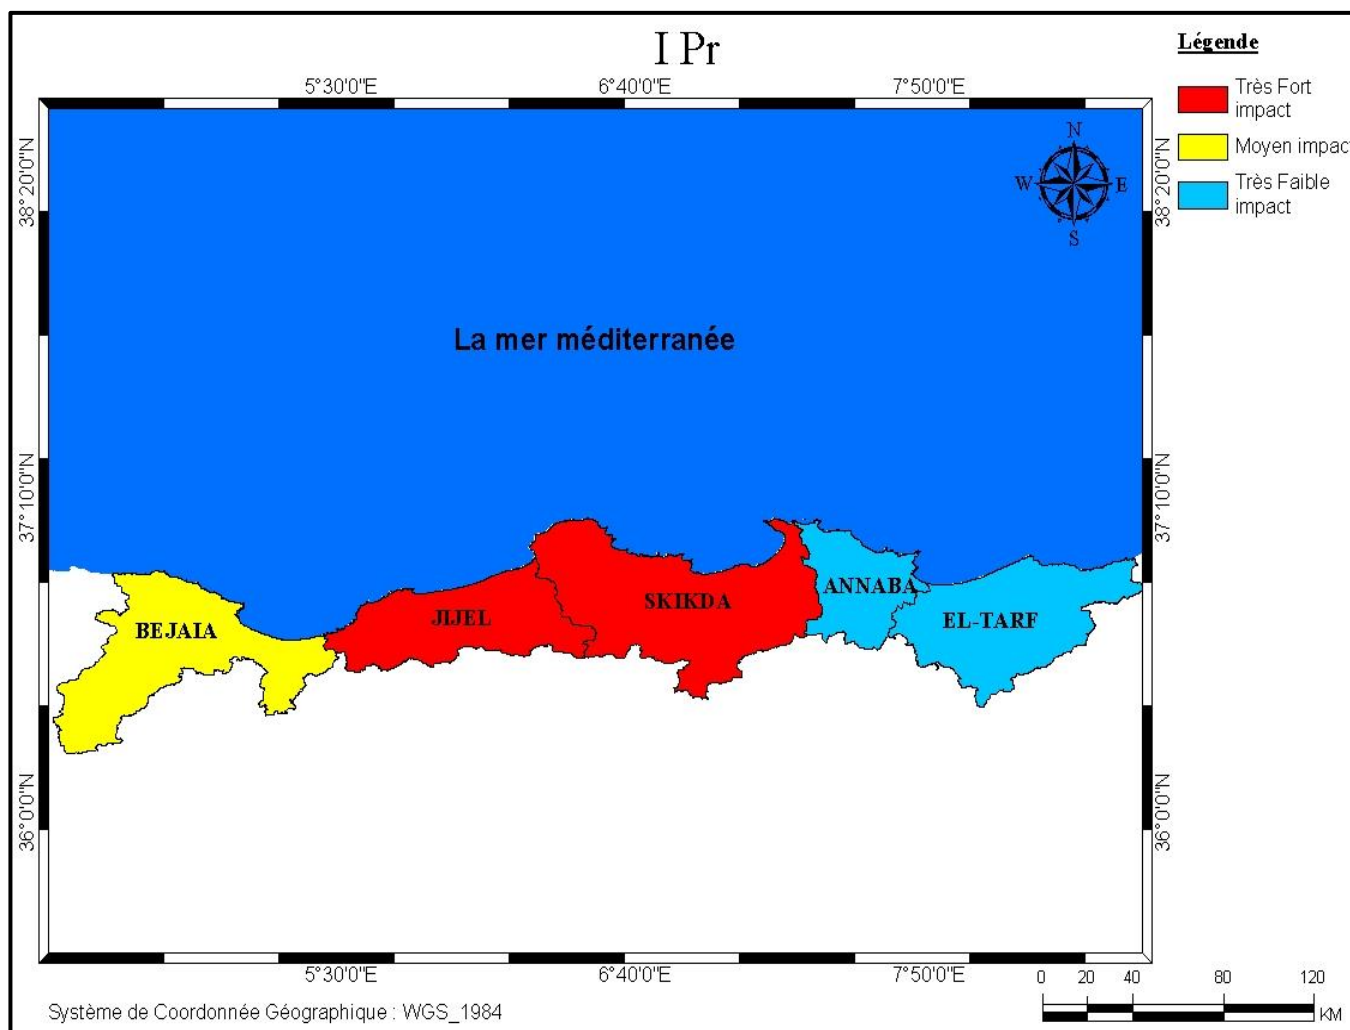 I Pr
Légende
Très Fort
impact
Moyen impact
Très Faible
impact
5°30'0"E 6°40'0"E 7°50'0"E
38°20'0"N
38°20'0"N
N
W E
S
La mer méditerranée
37°10'0"N
37°10'0"N
BEJAIA
JIJEL
SKIKDA
ANNABA
EL-TARF
36°0'0"N
36°0'0"N
5°30'0"E 6°40'0"E 7°50'0"E
0 20 40 80 120
KM
Système de Coordonnée Géographique : WGS_1984